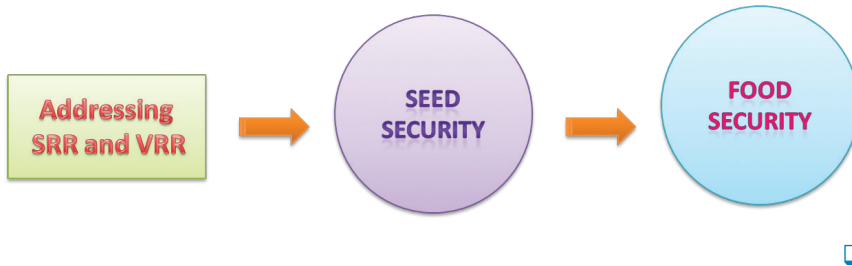 Addressing
SRR and VRR
SEED
SECURITY
FOOD
SECURITY